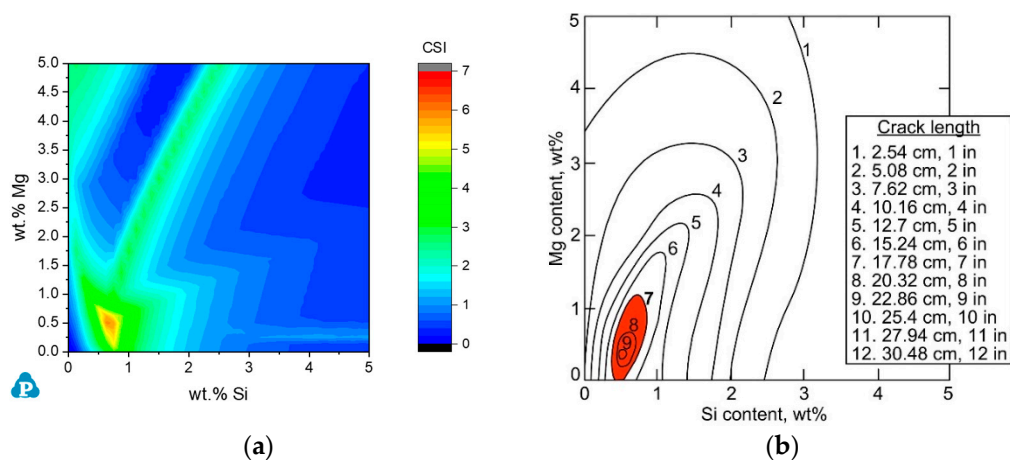 CSI
5.0
4.5
4.0
3.5
3.0
2.5
2.0
1.5
1.0
0.5
0.0
wt.% Mg
0 1 2 3 4 5
wt.% Si
7
6
5
4
3
2
1
0
P
(a)
5
4
3
2
1
0
Mg content, wt%
0 1 2 3 4 5
Si content, wt%
1
2
3
4
5
6
7
8
9
Crack length
1. 2.54 cm, 1 in
2. 5.08 cm, 2 in
3. 7.62 cm, 3 in
4. 10.16 cm, 4 in
5. 12.7 cm, 5 in
6. 15.24 cm, 6 in
7. 17.78 cm, 7 in
8. 20.32 cm, 8 in
9. 22.86 cm, 9 in
10. 25.4 cm, 10 in
11. 27.94 cm, 11 in
12. 30.48 cm, 12 in
(b)